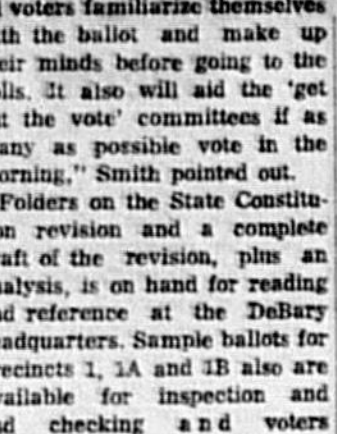 voters familiarize themselves
th the ballot and make up
eir minds before going to the
lls. It also will aid the 'get
t the vote' committees if as
any as possible vote in the
orning," Smith pointed out.
Folders on the State Constitu-
on revision and a complete
aft of the revision, plus an
alysis, is on hand for reading
d reference at the DeBary
adquarters. Sample ballots for
ecincts 1, 1A and 1B also are
ailable for inspection and
d checking and voters